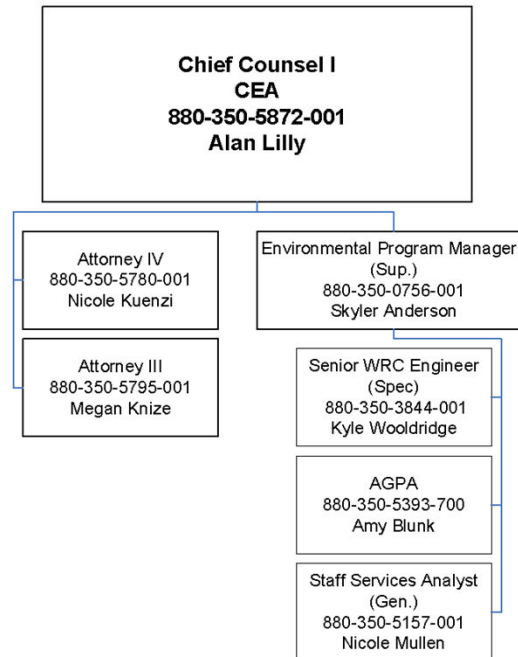 Chief Counsel I
CEA
880-350-5872-001
Alan Lilly
Attorney IV
880-350-5780-001
Nicole Kuenzi
Attorney III
880-350-5795-001
Megan Knize
Environmental Program Manager
(Sup.)
880-350-0756-001
Skyler Anderson
Senior WRC Engineer
(Spec)
880-350-3844-001
Kyle Wooldridge
AGPA
880-350-5393-700
Amy Blunk
Staff Services Analyst
(Gen.)
880-350-5157-001
Nicole Mullen